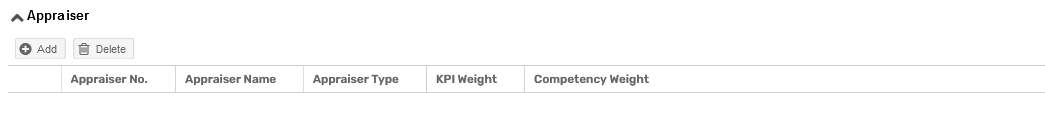 Appraiser
Add Delete
Appraiser No. Appraiser Name Appraiser Type KPI Weight Competency Weight